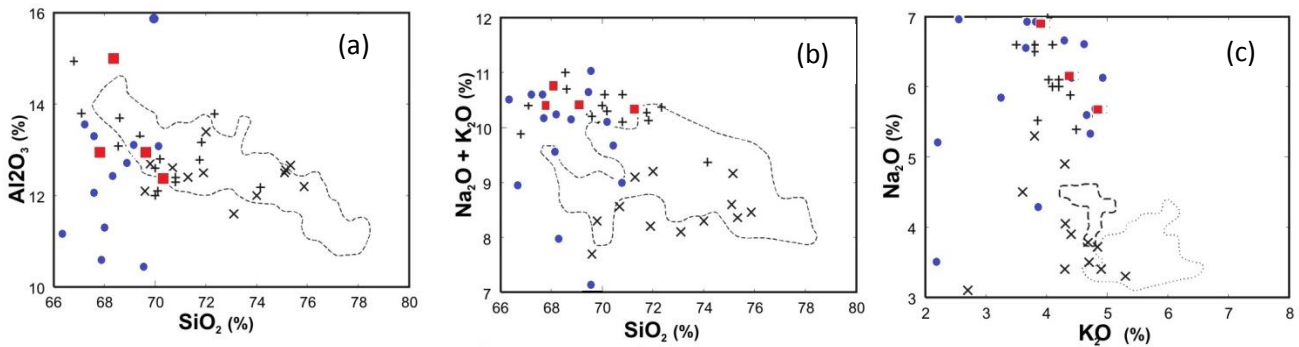 (a)
16
14
12
10
Al2O3 (%)
66 68 70 72 74 76 78 80
SiO2 (%)
(b)
12
11
10
9
8
7
Na2O + K2O (%)
66 68 70 72 74 76 78 80
SiO2 (%)
(c)
7
6
5
4
3
Na2O (%)
2 3 4 5 6 7 8
K2O (%)